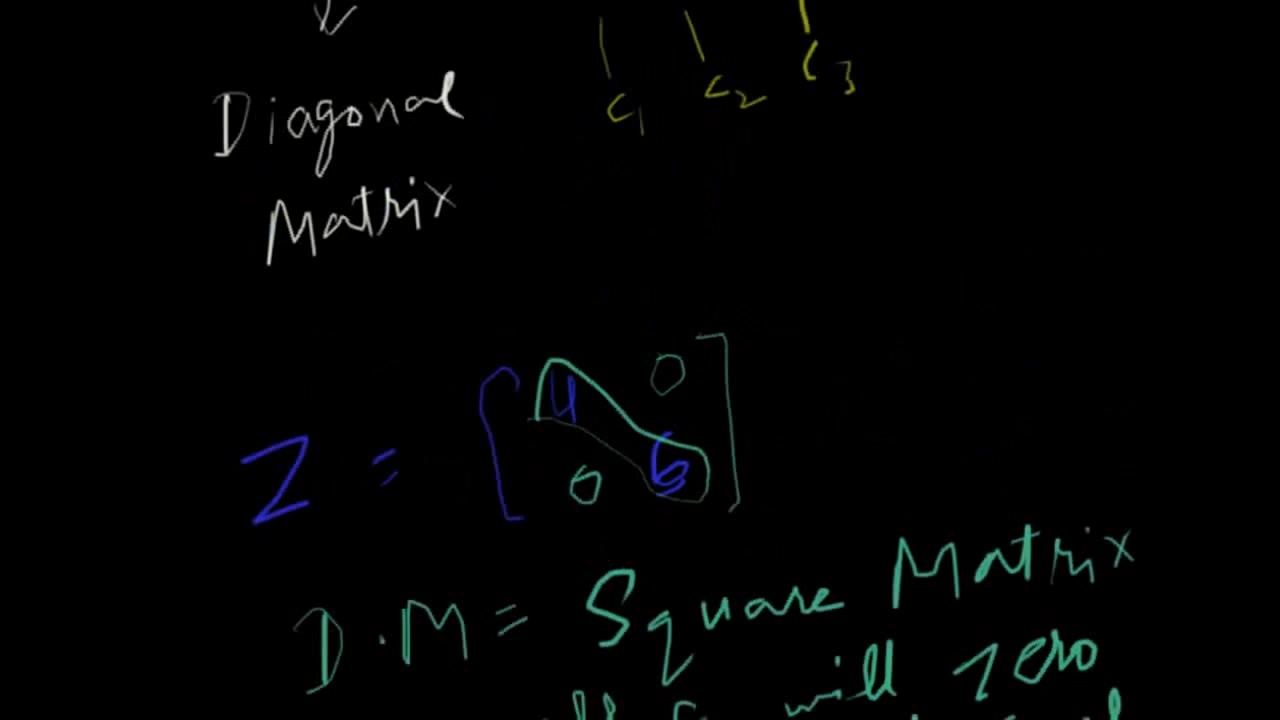 C1 C2 C3
Diagonal
Matrix
4 0
Z = [ ]
0 6
D.M = Square Matrix
will zero